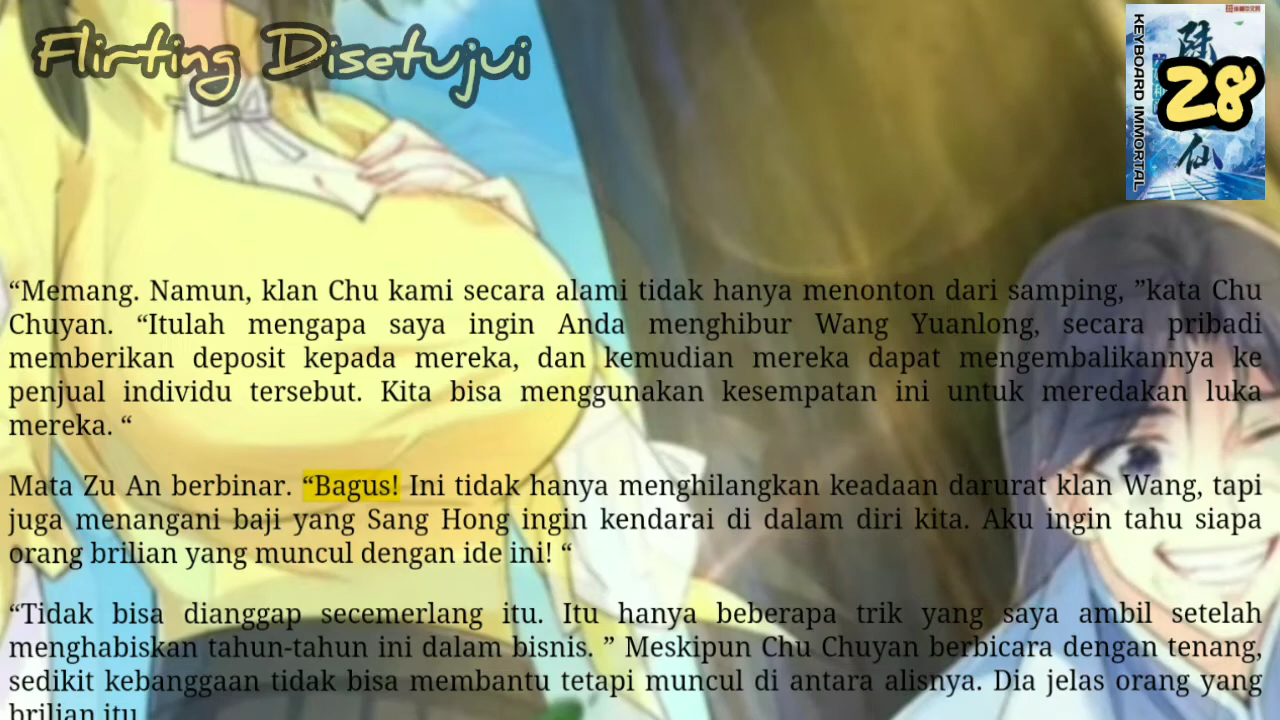 Flirting Disetujui
KEYBOARD IMMORTAL
28
“Memang. Namun, klan Chu kami secara alami tidak hanya menonton dari samping, ”kata Chu
Chuyan. “Itulah mengapa saya ingin Anda menghibur Wang Yuanlong, secara pribadi
memberikan deposit kepada mereka, dan kemudian mereka dapat mengembalikannya ke
penjual individu tersebut. Kita bisa menggunakan kesempatan ini untuk meredakan luka
mereka. “
Mata Zu An berbinar. “Bagus! Ini tidak hanya menghilangkan keadaan darurat klan Wang, tapi
juga menangani baji yang Sang Hong ingin kendarai di dalam diri kita. Aku ingin tahu siapa
orang brilian yang muncul dengan ide ini! “
“Tidak bisa dianggap secemerlang itu. Itu hanya beberapa trik yang saya ambil setelah
menghabiskan tahun-tahun ini dalam bisnis. ” Meskipun Chu Chuyan berbicara dengan tenang,
sedikit kebanggaan tidak bisa membantu tetapi muncul di antara alisnya. Dia jelas orang yang
brilian itu